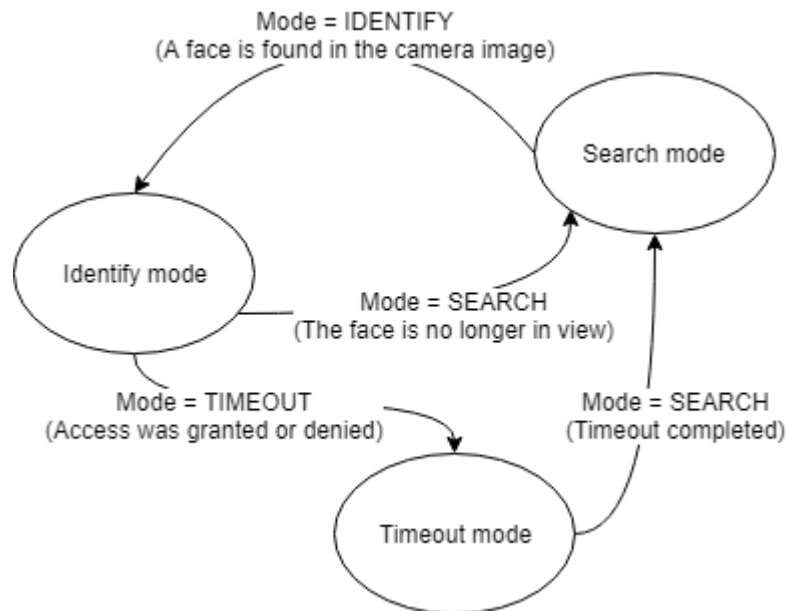 Mode = IDENTIFY
(A face is found in the camera image)
Search mode
Identify mode
Mode = SEARCH
(The face is no longer in view)
Mode = TIMEOUT
(Access was granted or denied)
Mode = SEARCH
(Timeout completed)
Timeout mode